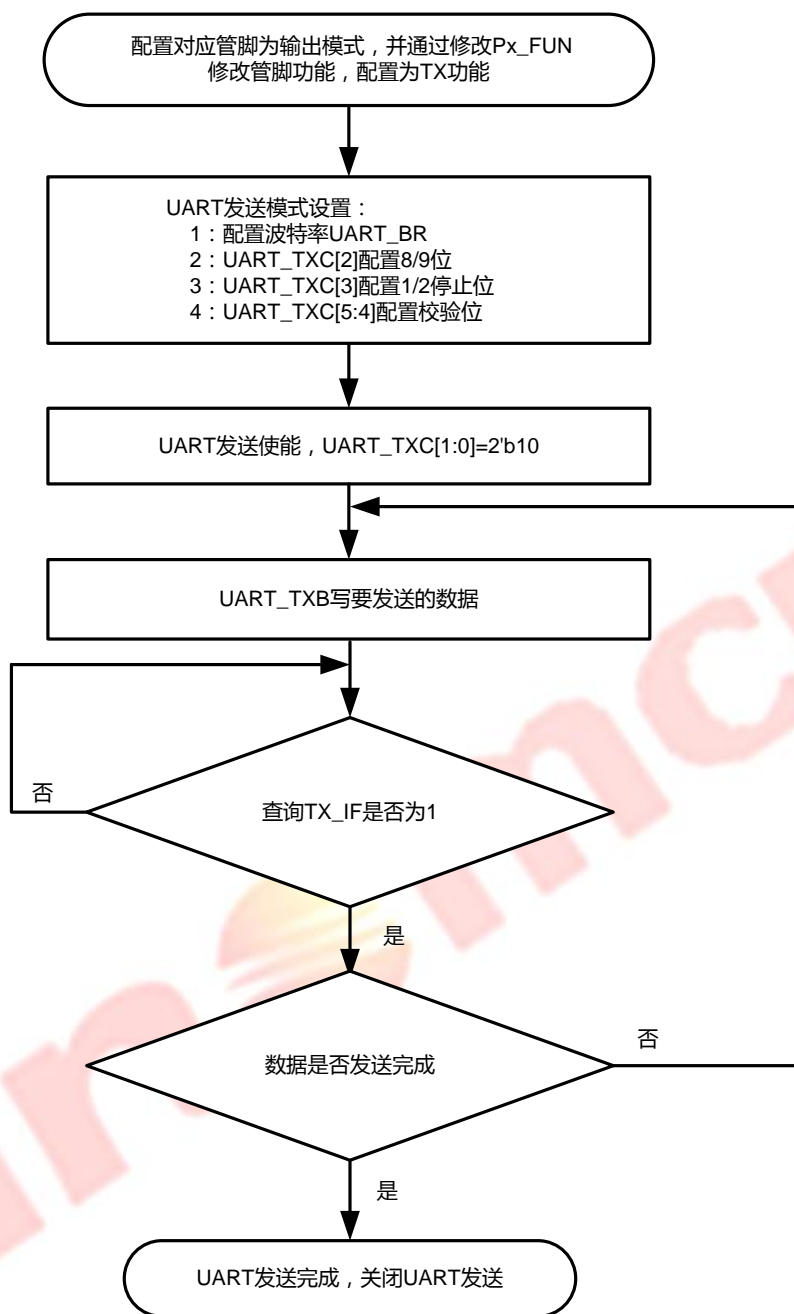 配置对应管脚为输出模式，并通过修改Px_FUN
修改管脚功能，配置为TX功能
UART发送模式设置：
1：配置波特率UART_BR
2：UART_TXC[2]配置8/9位
3：UART_TXC[3]配置1/2停止位
4：UART_TXC[5:4]配置校验位
UART发送使能，UART_TXC[1:0]=2'b10
UART_TXB写要发送的数据
否
查询TX_IF是否为1
是
否
数据是否发送完成
是
UART发送完成，关闭UART发送